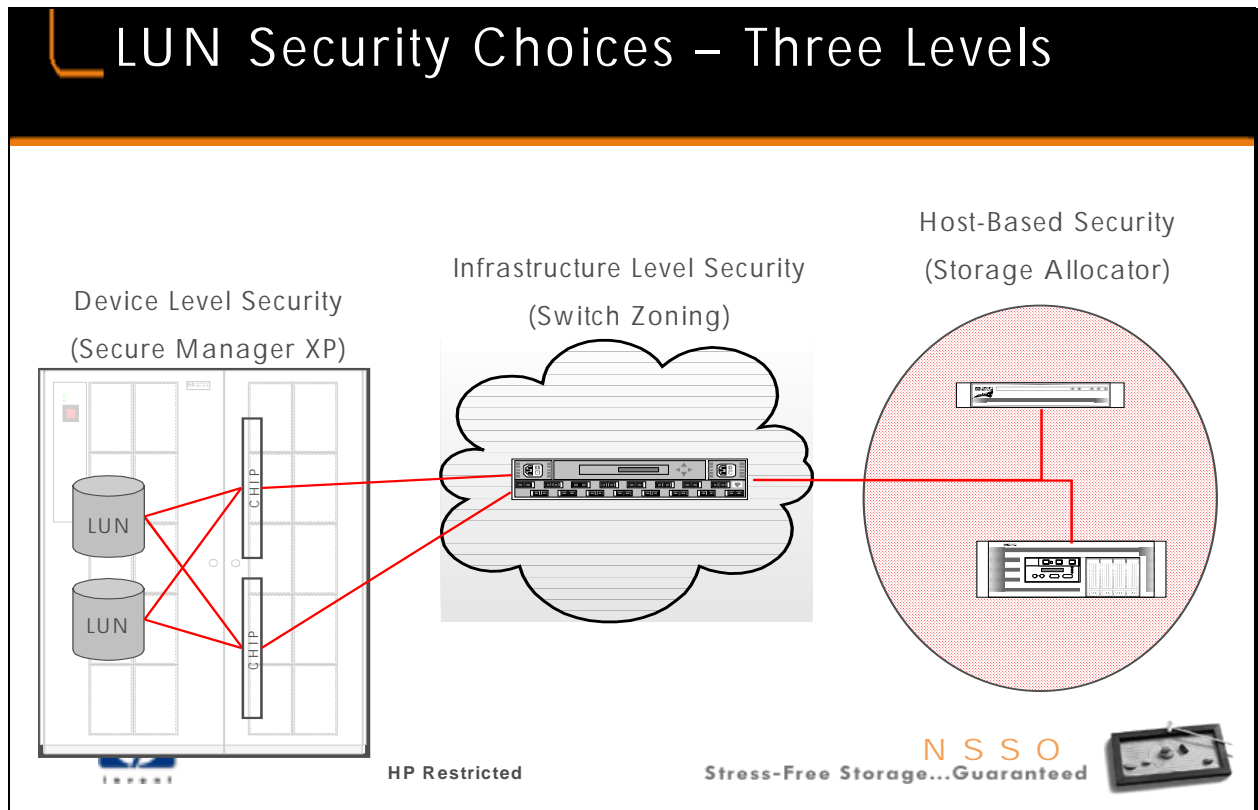 LUN Security Choices – Three Levels
Host-Based Security
(Storage Allocator)
Infrastructure Level Security
(Switch Zoning)
Device Level Security
(Secure Manager XP)
CHIP
LUN
LUN
CHIP
NSSO
HP Restricted
Stress-Free Storage...Guaranteed
invent